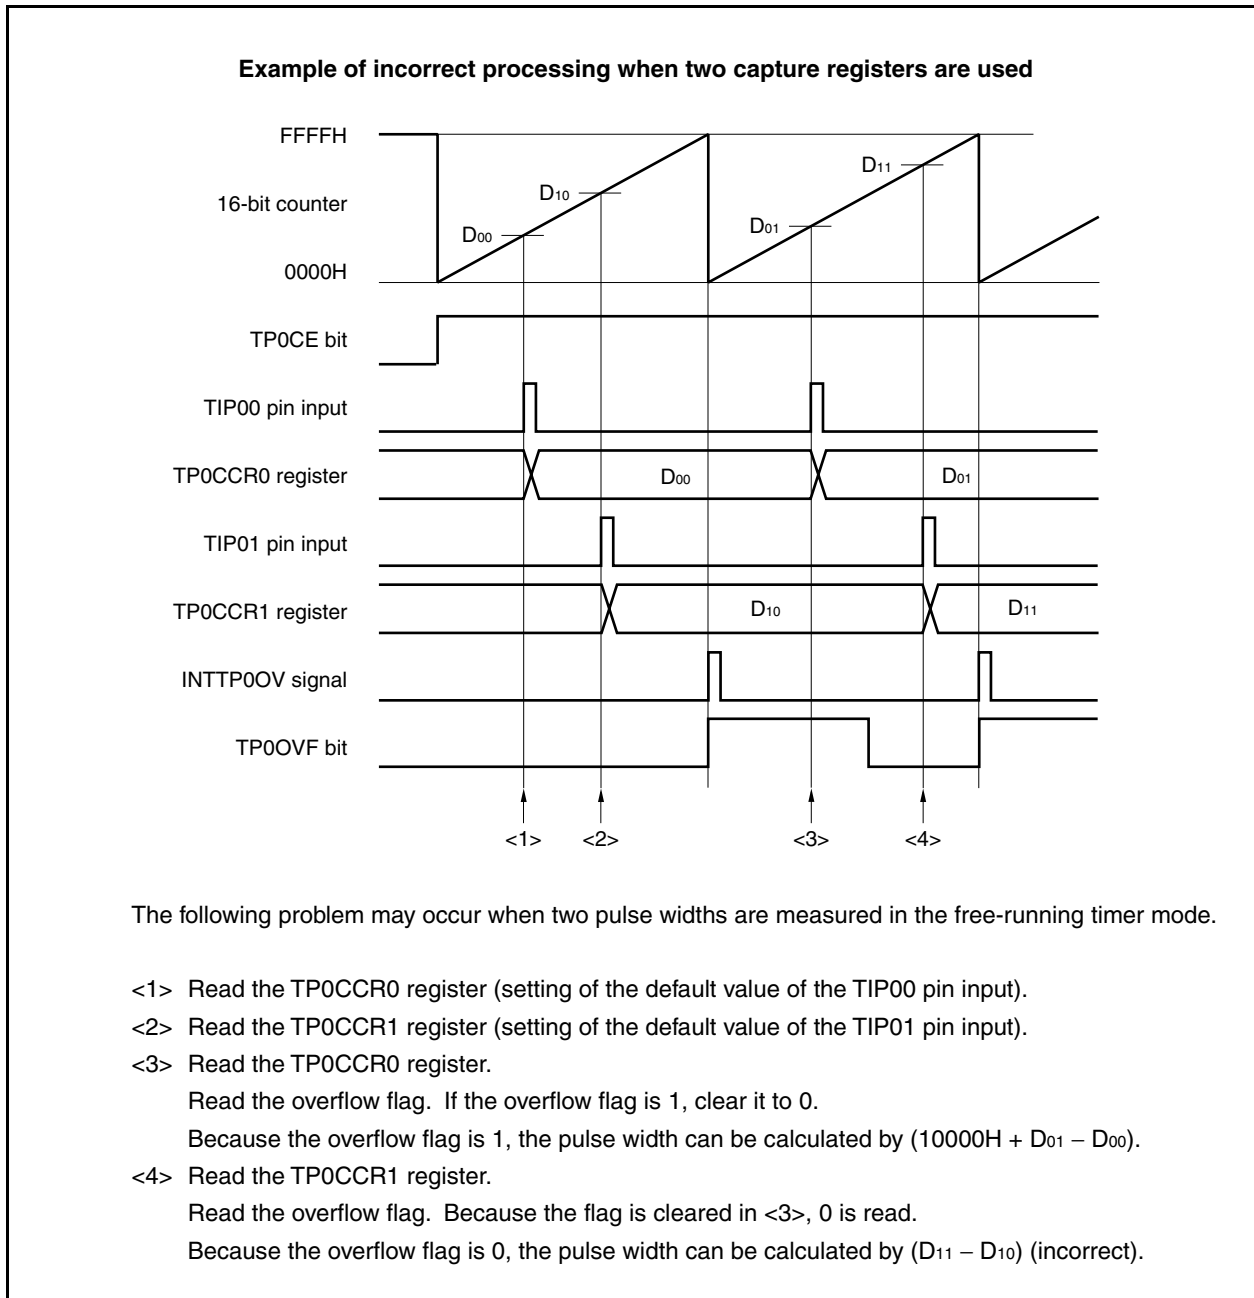 Example of incorrect processing when two capture registers are used
FFFFH
D11
D10
16-bit counter
D01
D00
0000H
TP0CE bit
TIP00 pin input
TP0CCR0 register
D00
D01
TIP01 pin input
TP0CCR1 register
D10
D11
INTTP0OV signal
TP0OVF bit
<1> <2> <3> <4>
The following problem may occur when two pulse widths are measured in the free-running timer mode.
<1> Read the TP0CCR0 register (setting of the default value of the TIP00 pin input).
<2> Read the TP0CCR1 register (setting of the default value of the TIP01 pin input).
<3> Read the TP0CCR0 register.
Read the overflow flag. If the overflow flag is 1, clear it to 0.
Because the overflow flag is 1, the pulse width can be calculated by (10000H + D01 − D00).
<4> Read the TP0CCR1 register.
Read the overflow flag. Because the flag is cleared in <3>, 0 is read.
Because the overflow flag is 0, the pulse width can be calculated by (D11 − D10) (incorrect).